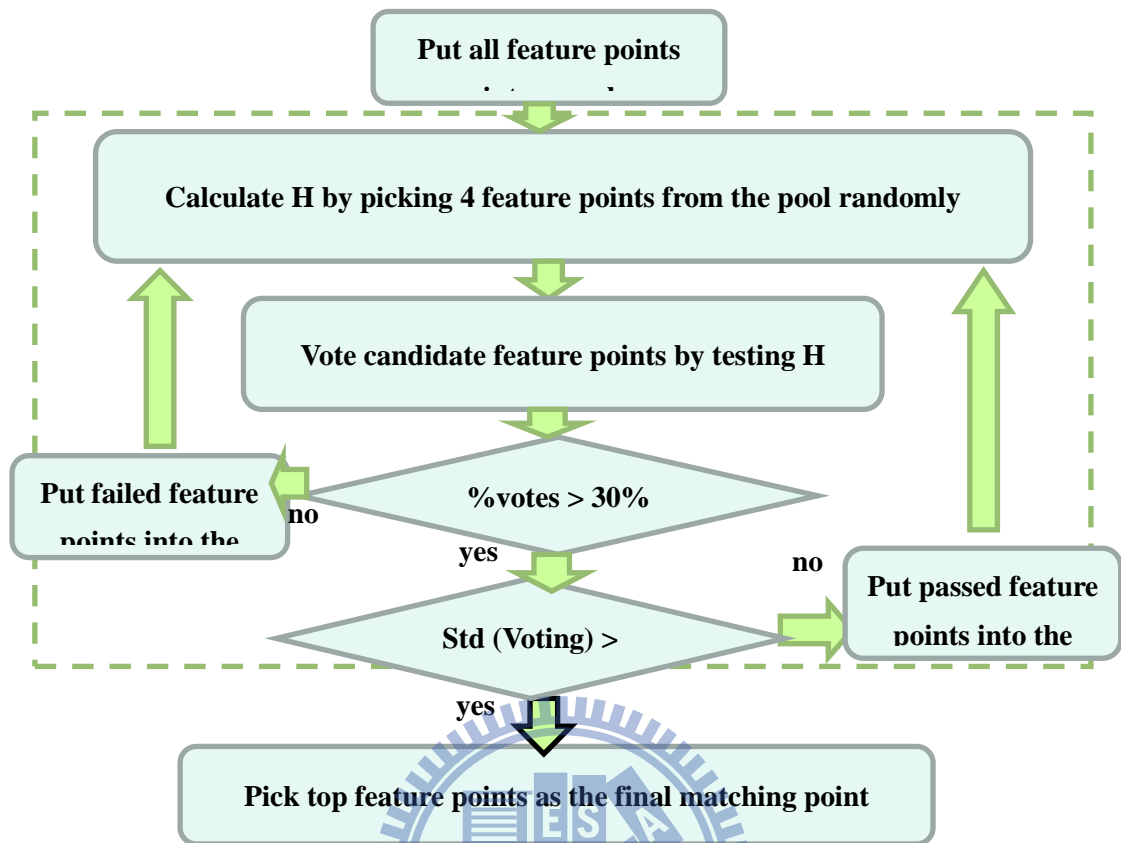 Put all feature points
Calculate H by picking 4 feature points from the pool randomly
Vote candidate feature points by testing H
%votes > 30%
Put failed feature
points into the
no
yes
no
Put passed feature
points into the
Std (Voting) >
yes
Pick top feature points as the final matching point
E S A